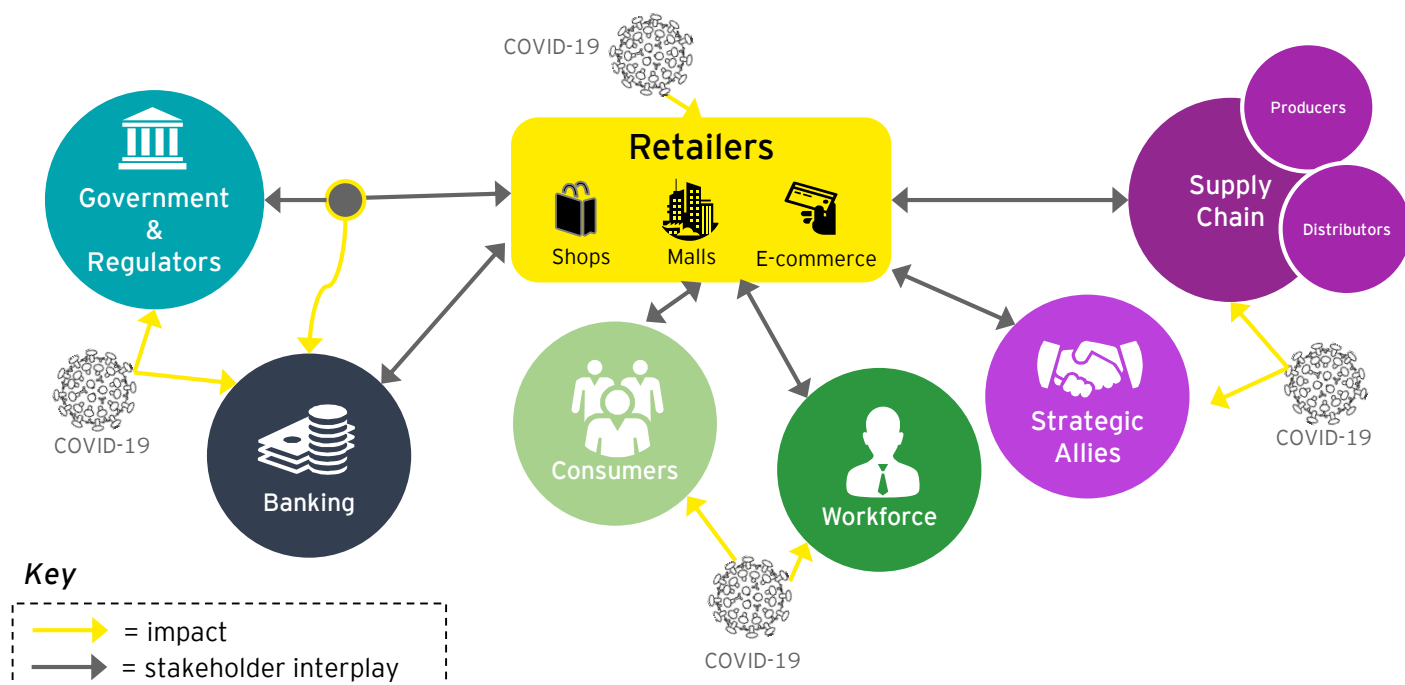 COVID-19
Retailers
Shops
Malls
E-commerce
Government
&
Regulators
Producers
Supply
Chain
Distributors
COVID-19
Banking
Consumers
Workforce
Strategic
Allies
COVID-19
COVID-19
Key
= impact
= stakeholder interplay